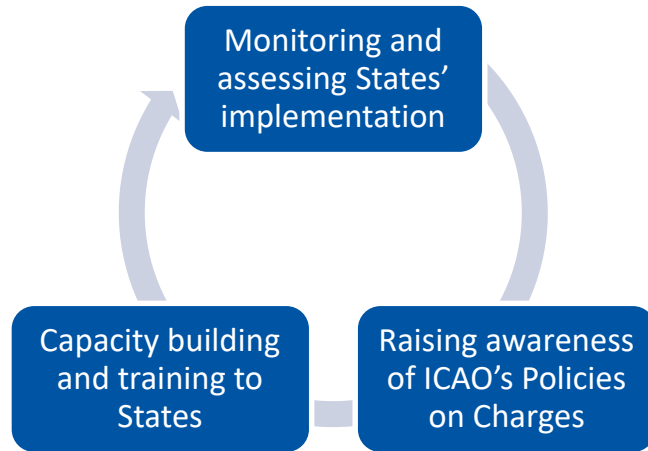 Monitoring and
assessing States’
implementation
Capacity building
and training to
States
Raising awareness
of ICAO’s Policies
on Charges